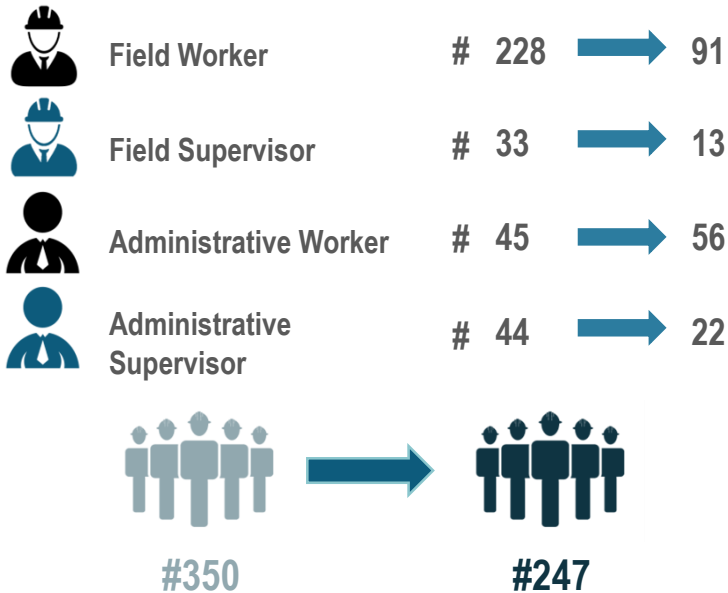 Field Worker # 228 91
Field Supervisor # 33 13
Administrative Worker # 45 56
Administrative
Supervisor
# 44 22
#350 #247